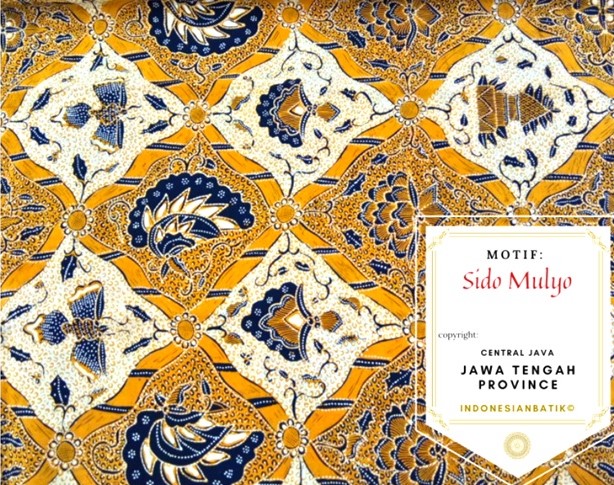 MOTIF:
Sido Mulyo
copyright:
CENTRAL JAVA
JAWA TENGAH
PROVINCE
INDONESIANBATIK©